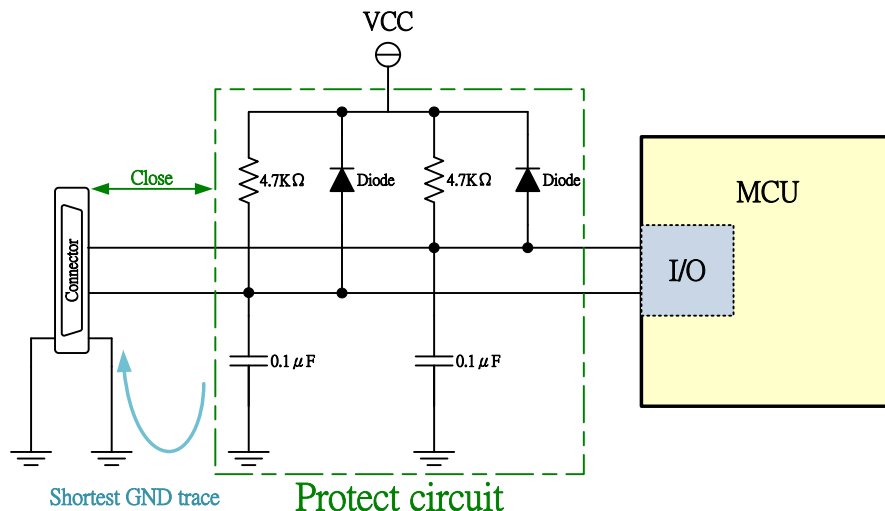 VCC
Close
4.7KΩ
Diode
4.7KΩ
Diode
MCU
Connector
I/O
0.1μF
0.1μF
Shortest GND trace
Protect circuit